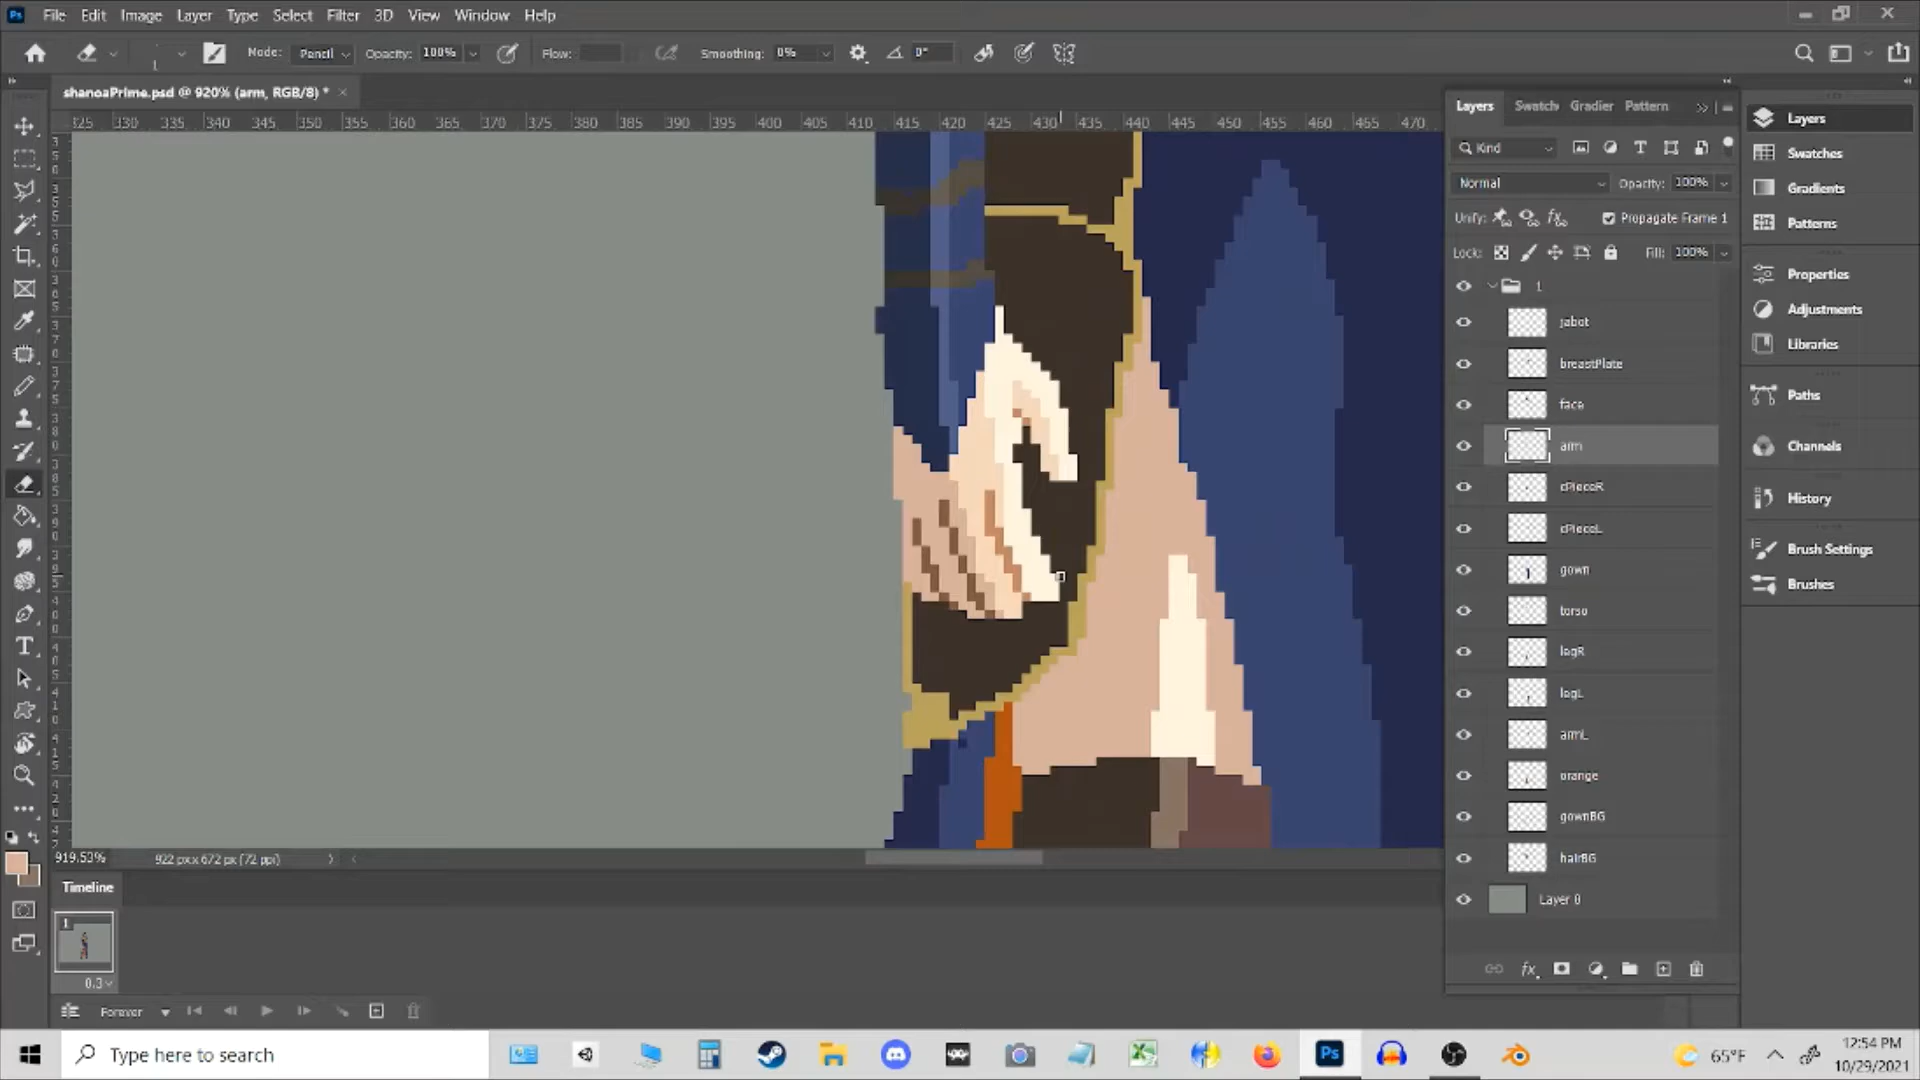 File Edit Image Layer Type Select Filter 3D View Window Help
1 Mode: Pencil Opacity: 100% Flow: Smoothing: 0% 0°
shanoaPrime.psd @ 920% (arm, RGB/8) *
325 330 335 340 345 350 355 360 365 370 375 380 385 390 395 400 405 410 415 420 425 430 435 440 445 450 455 460 465 470
Layers Swatch Gradier Pattern
Kind
Normal Opacity: 100%
Unify: Propagate Frame 1
Lock: Fill: 100%
1
jabot
breastPlate
face
arm
cPieceR
cPieceL
gown
torso
legR
legL
armL
orange
gownBG
hairBG
Layer 0
Layers
Swatches
Gradients
Patterns
Properties
Adjustments
Libraries
Paths
Channels
History
Brush Settings
Brushes
919.53% 922 px x 672 px (72 ppi)
Timeline
1
0.3
Forever
Type here to search
65°F
12:54 PM
10/29/2021